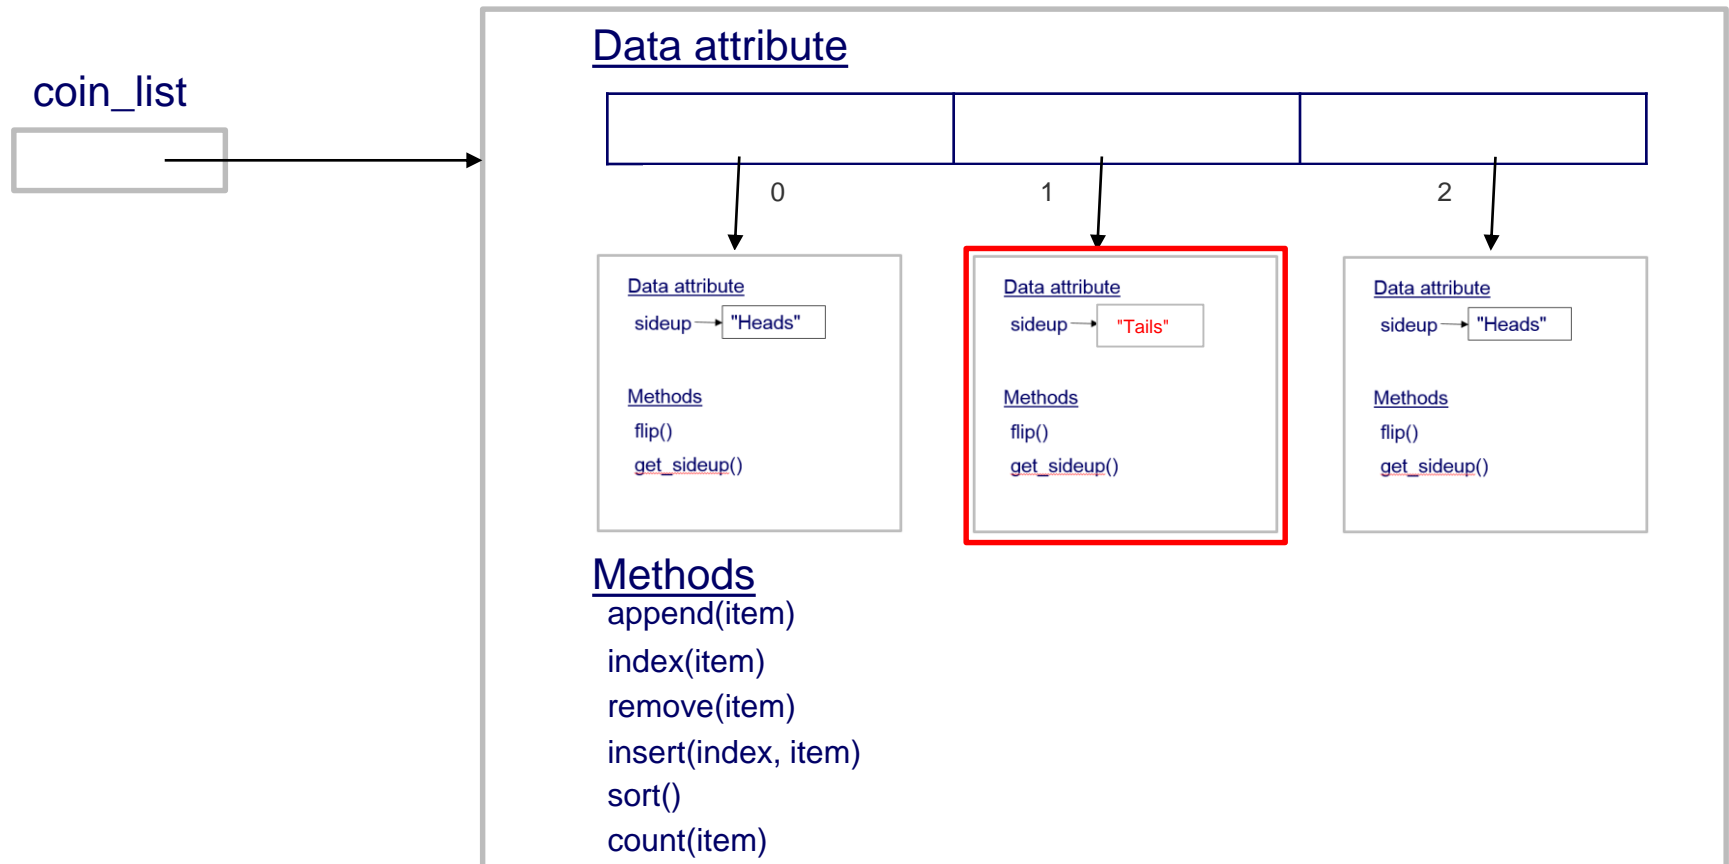 Data attribute
coin_list
0 1 2
Data attribute
sideup "Heads"
Methods
flip()
get_sideup()
Data attribute
sideup "Tails"
Methods
flip()
get_sideup()
Data attribute
sideup "Heads"
Methods
flip()
get_sideup()
Methods
append(item)
index(item)
remove(item)
insert(index, item)
sort()
count(item)